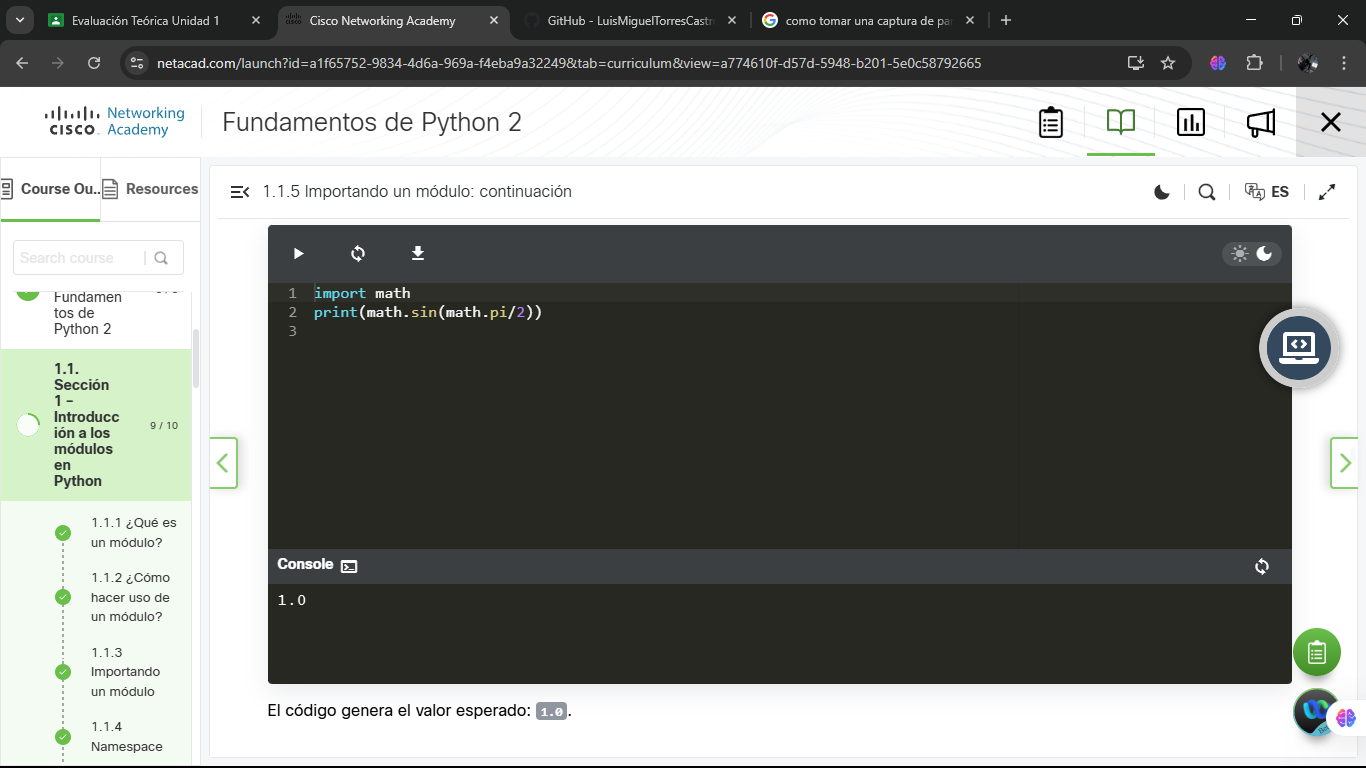 Evaluación Teórica Unidad 1
Cisco Networking Academy
GitHub - LuisMiguelTorresCastr
como tomar una captura de pa
netacad.com/launch?id=a1f65752-9834-4d6a-969a-f4eba9a32249&tab=curriculum&view=a774610f-d57d-5948-b201-5e0c58792665
CISCO
Networking
Academy
Fundamentos de Python 2
Course Ou..
Resources
1.1.5 Importando un módulo: continuación
ES
Search course
Fundamen
tos de
Python 2
1.1.
Sección
1 –
Introducc
ión a los
módulos
en
Python
9 / 10
1.1.1 ¿Qué es
un módulo?
1.1.2 ¿Cómo
hacer uso de
un módulo?
1.1.3
Importando
un módulo
1.1.4
Namespace
1 import math
2 print(math.sin(math.pi/2))
3
Console
1.0
El código genera el valor esperado: 1.0.